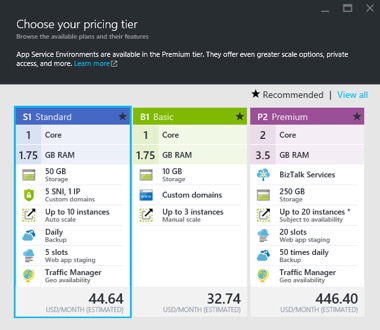 Choose your pricing tier
Browse the available plans and their features
App Service Environments are available in the Premium tier. They offer even greater scale options, private
access, and more. Learn more
★ Recommended | View all
S1 Standard ★
1 Core
1.75 GB RAM
50 GB
Storage
5 SNI, 1 IP
Custom domains
Up to 10 instances
Auto scale
Daily
Backup
5 slots
Web app staging
Traffic Manager
Geo availability
44.64
USD/MONTH (ESTIMATED)
B1 Basic ★
1 Core
1.75 GB RAM
10 GB
Storage
Custom domains
Up to 3 instances
Manual scale
32.74
USD/MONTH (ESTIMATED)
P2 Premium ★
2 Core
3.5 GB RAM
BizTalk Services
250 GB
Storage
Up to 20 instances *
Subject to availability
20 slots
Web app staging
50 times daily
Backup
Traffic Manager
Geo availability
446.40
USD/MONTH (ESTIMATED)